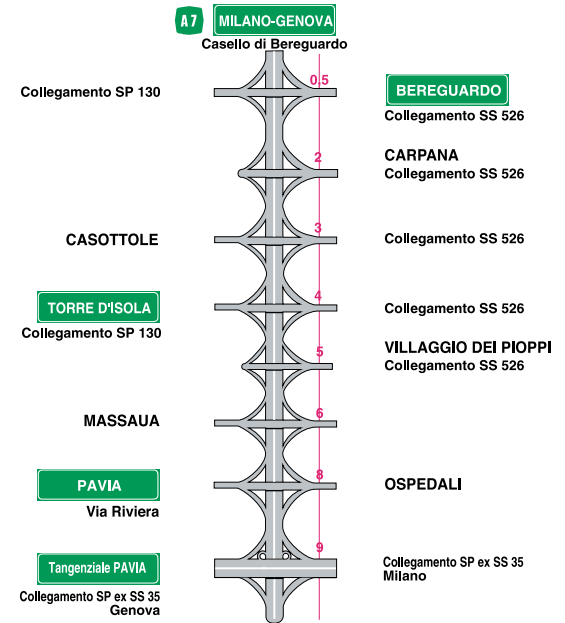 A7 MILANO-GENOVA
Casello di Bereguardo
0,5
Collegamento SP 130
BEREGUARDO
Collegamento SS 526
2
CARPANA
Collegamento SS 526
3
CASOTTOLE
Collegamento SS 526
4
TORRE D'ISOLA
Collegamento SP 130
Collegamento SS 526
5
VILLAGGIO DEI PIOPPI
Collegamento SS 526
6
MASSAUA
8
PAVIA
Via Riviera
OSPEDALI
9
Tangenziale PAVIA
Collegamento SP ex SS 35
Genova
Collegamento SP ex SS 35
Milano